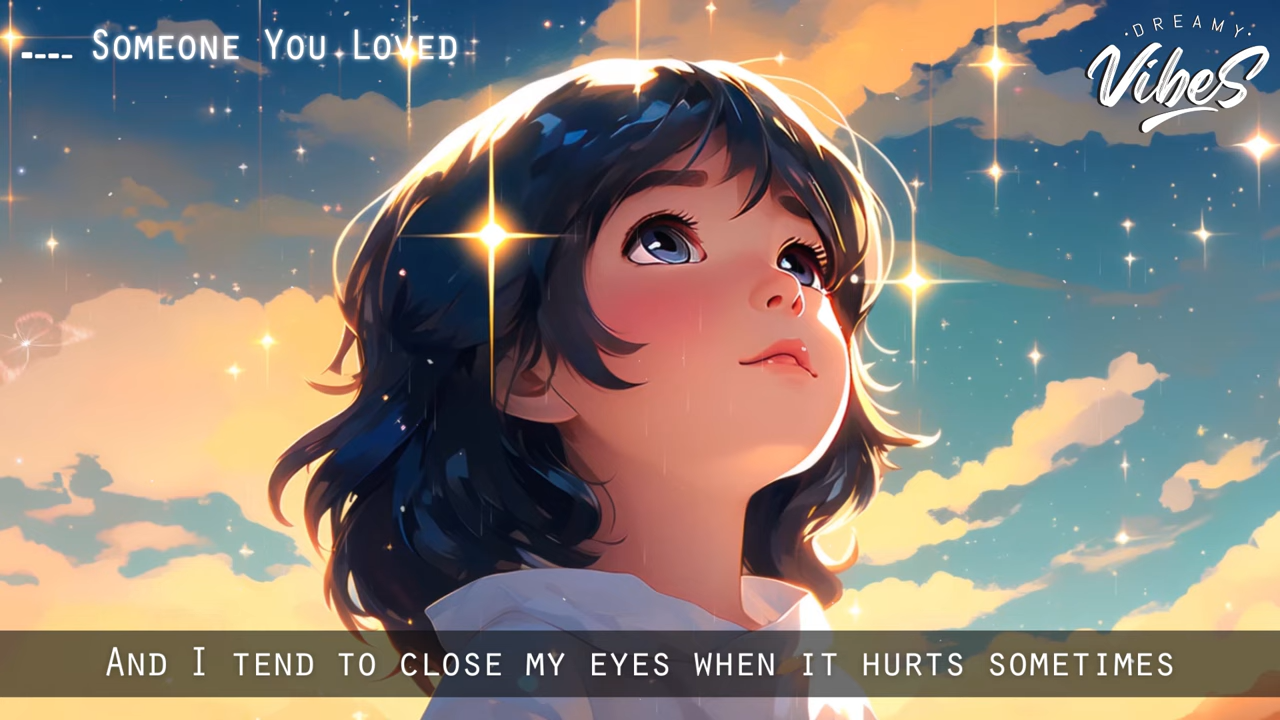 Someone You Loved
DREAMY
Vibes
And I tend to close my eyes when it hurts sometimes